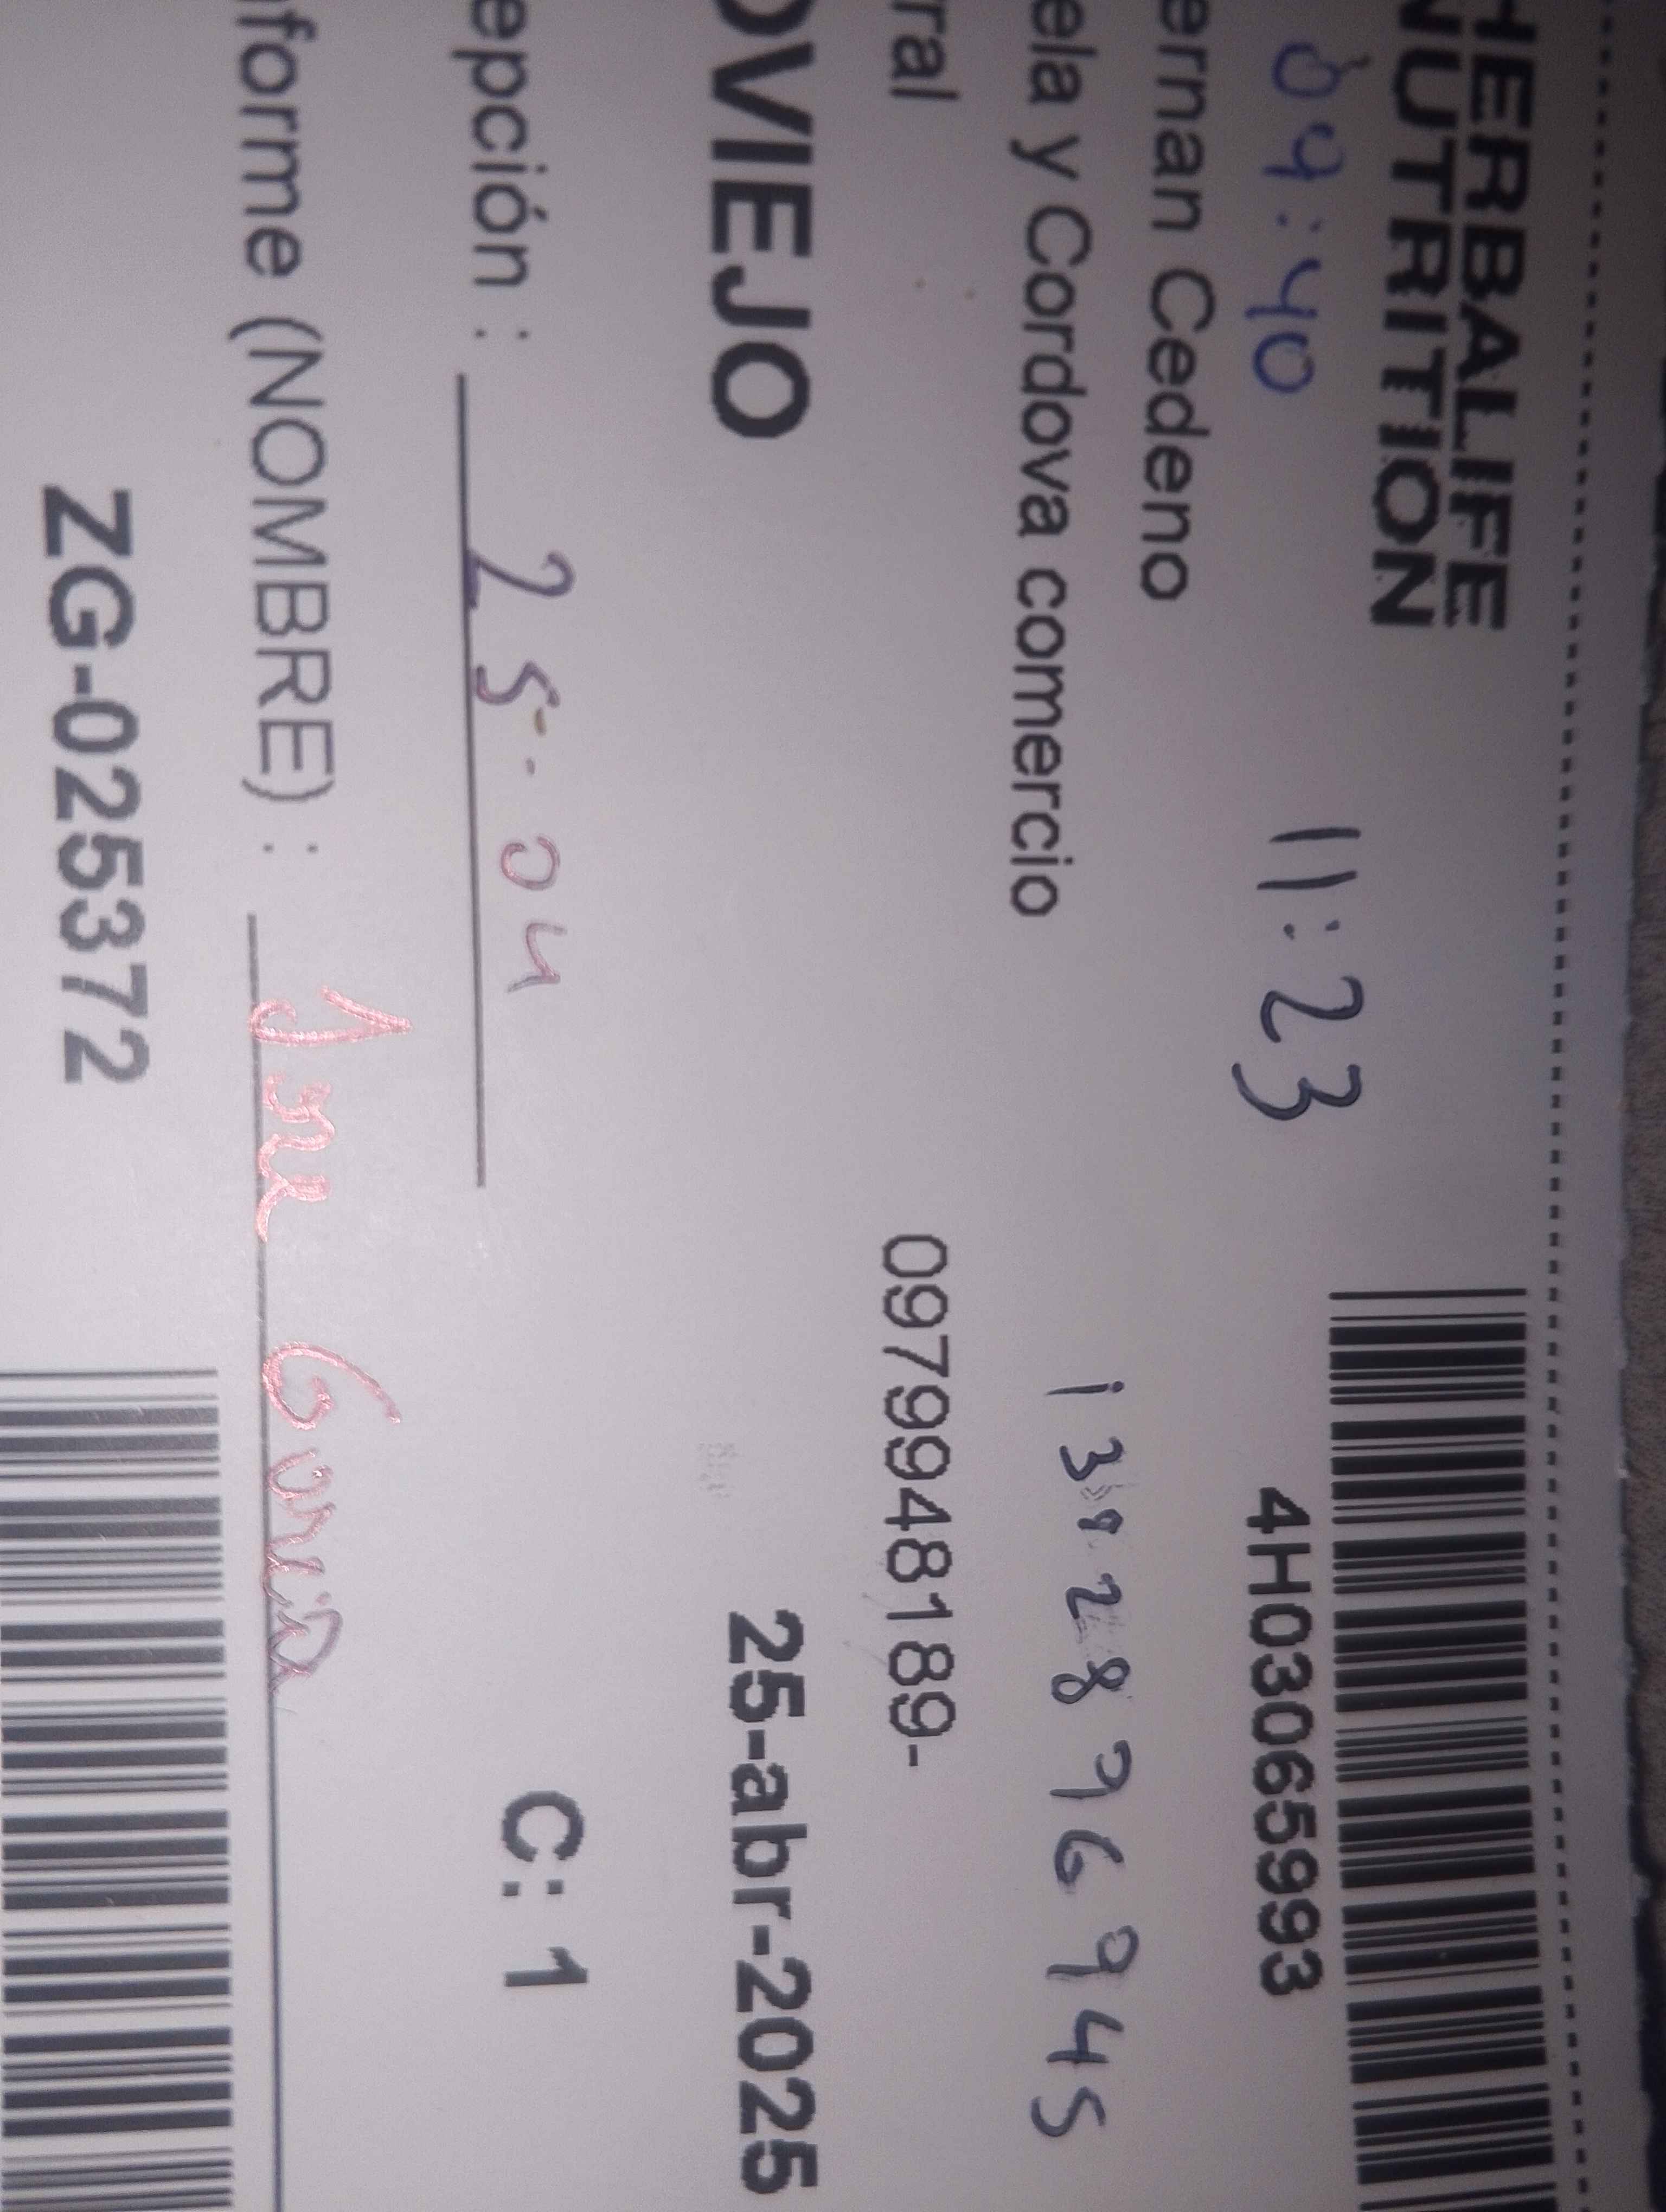 HERBALIFE
NUTRITION
04:40 11:23
4H03065993
ernan Cedeno
ela y Cordova comercio
ral 0979948189-
OVIEJO 25-abr-2025
epción : 25 - 04 C: 1
nforme (NOMBRE) :
ZG-025372